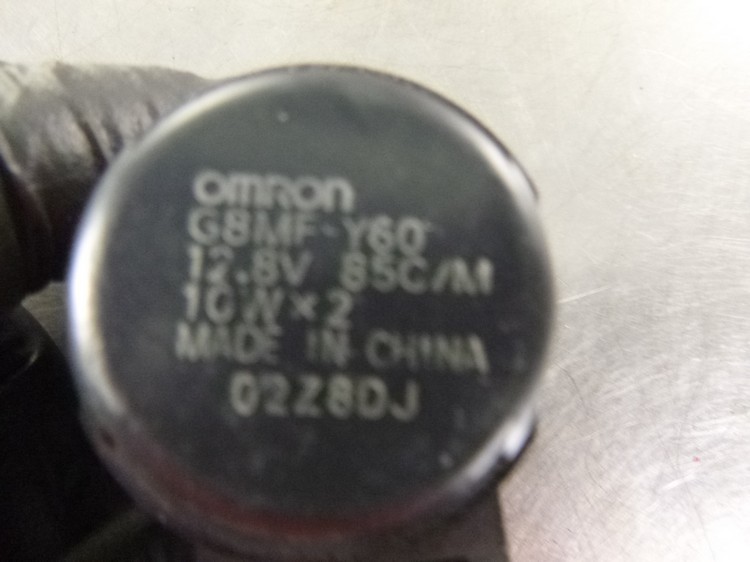 OMRON
G8MF-Y60
12.8V 85C/M
10W×2
MADE IN CHINA
02Z8DJ